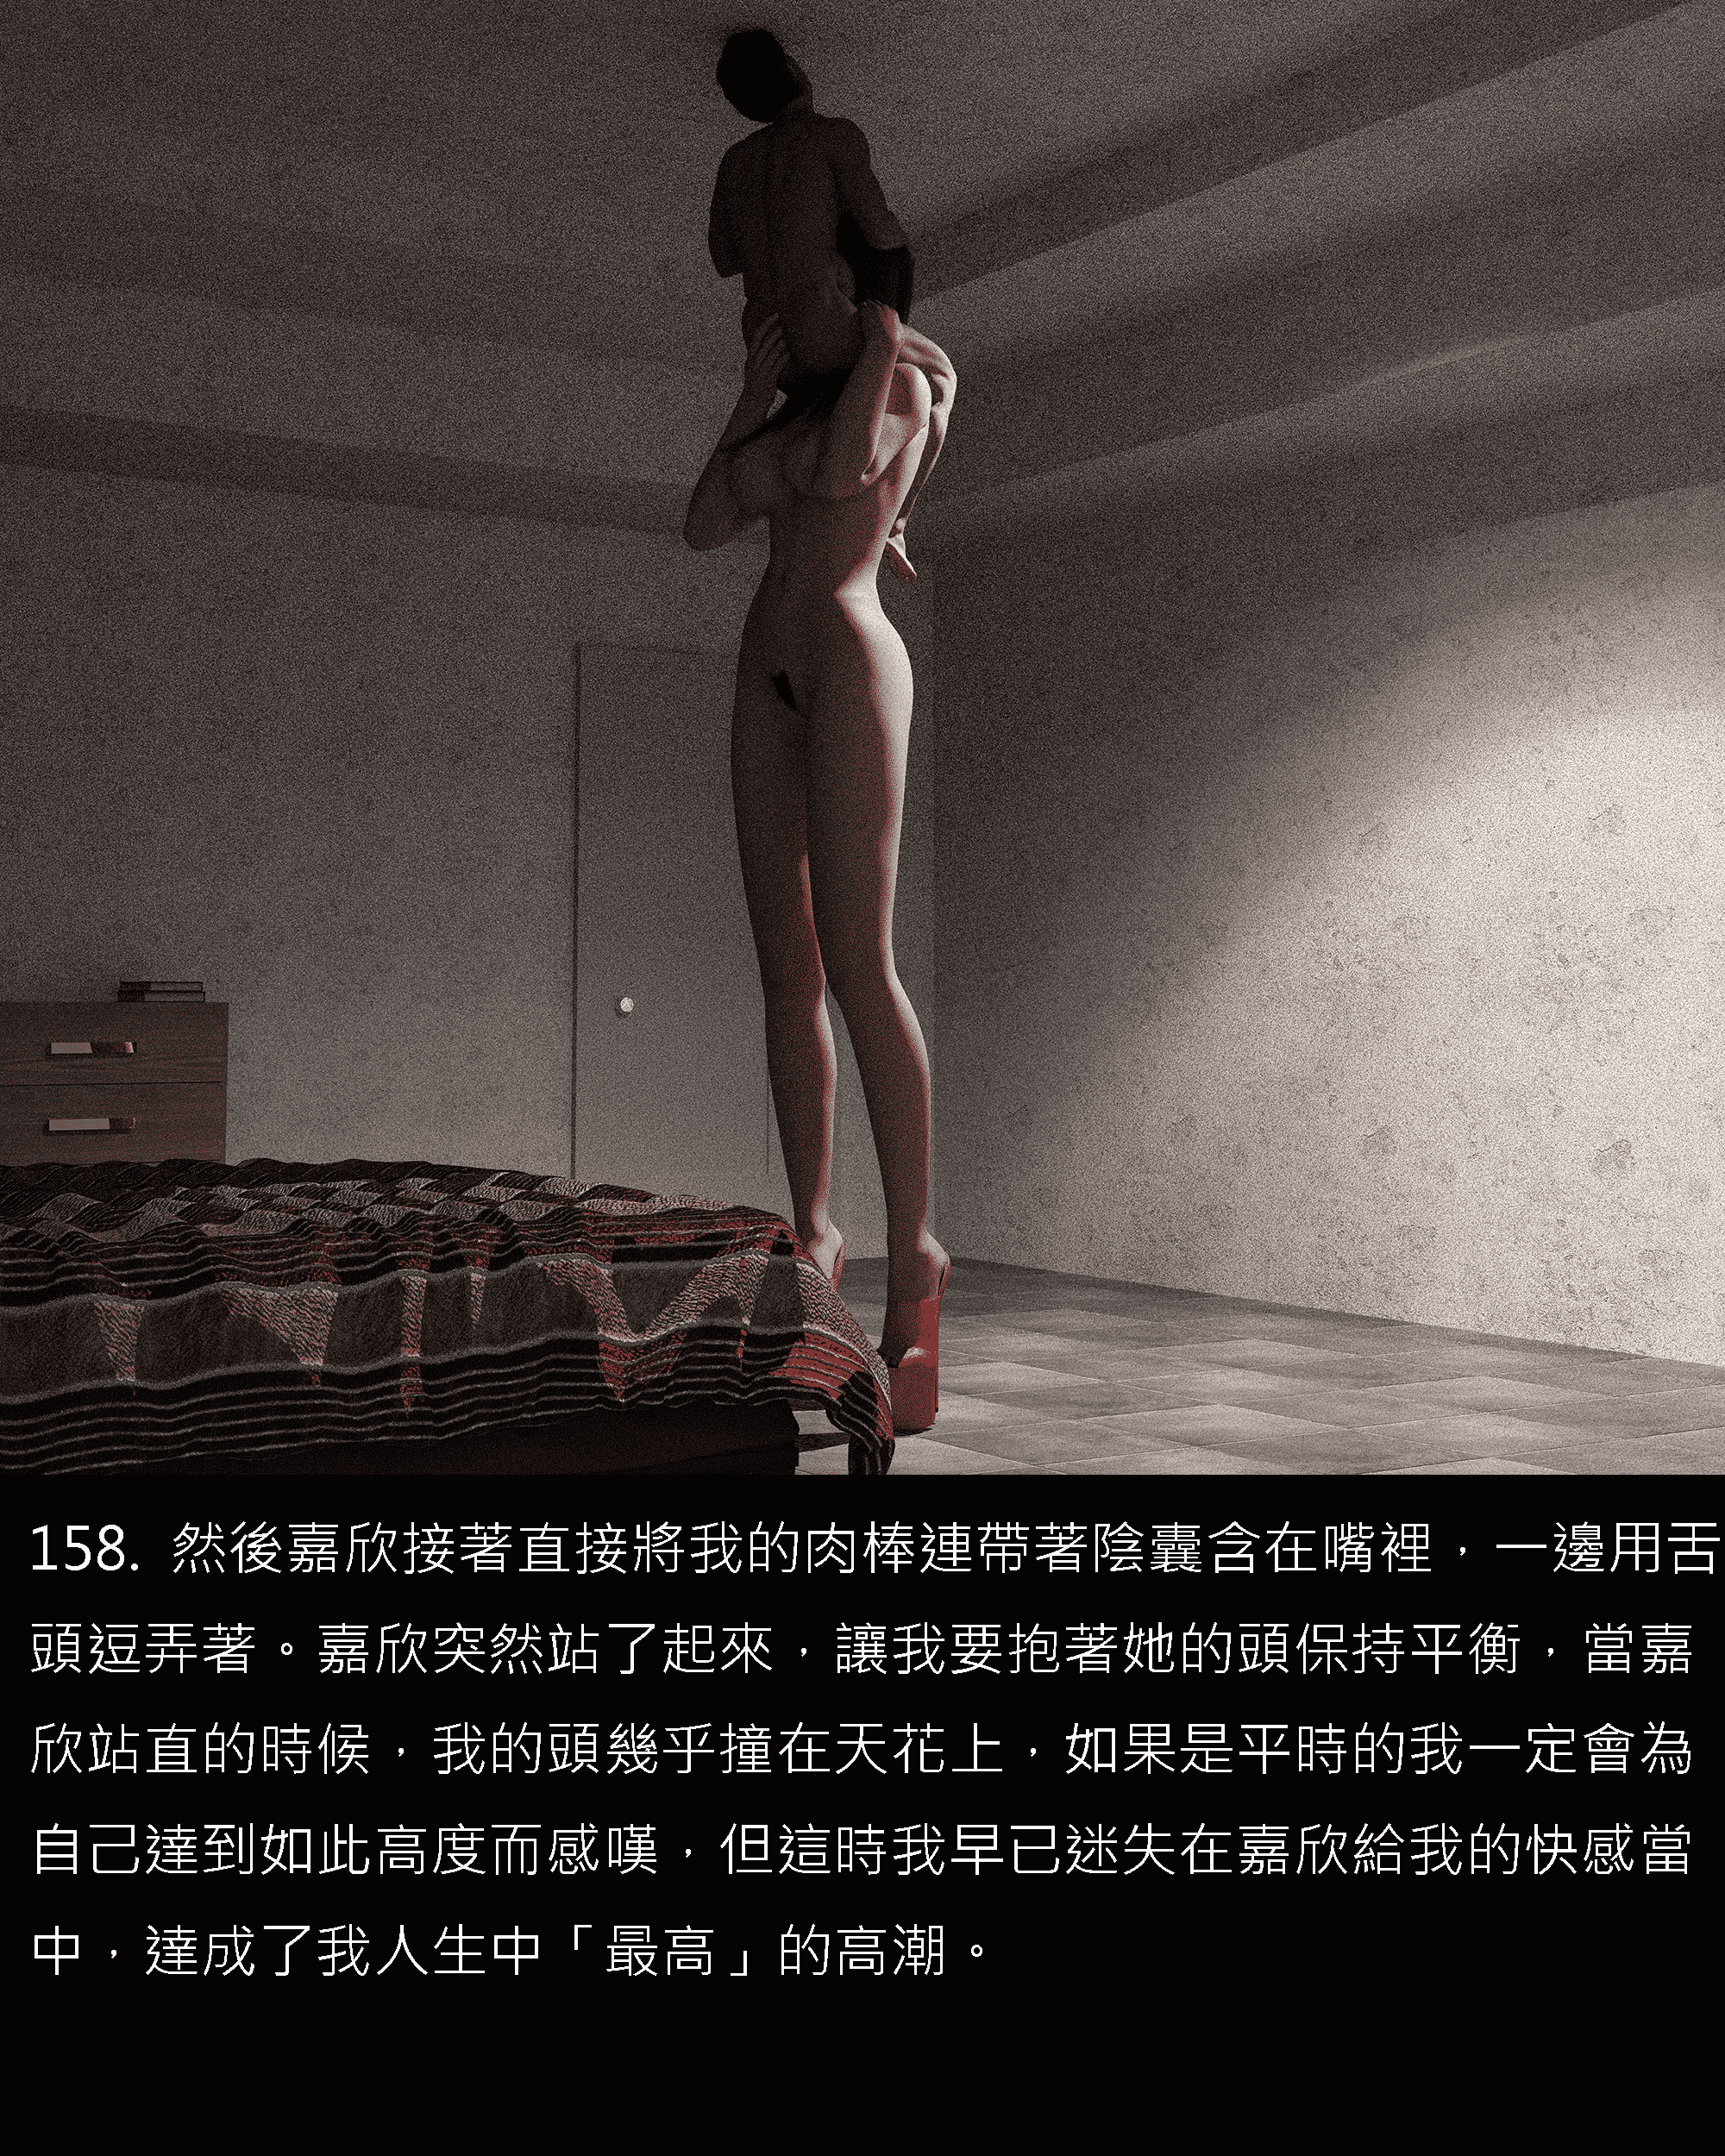 158. 然後嘉欣接著直接將我的肉棒連帶著陰囊含在嘴裡，一邊用舌
頭逗弄著。嘉欣突然站了起來，讓我要抱著她的頭保持平衡，當嘉
欣站直的時候，我的頭幾乎撞在天花上，如果是平時的我一定會為
自己達到如此高度而感嘆，但這時我早已迷失在嘉欣給我的快感當
中，達成了我人生中「最高」的高潮。